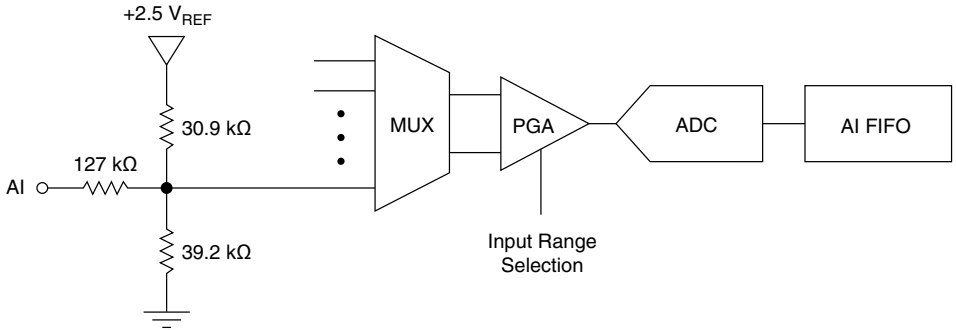 +2.5 V_REF
30.9 kΩ
127 kΩ
AI
39.2 kΩ
MUX
PGA
ADC
AI FIFO
Input Range
Selection